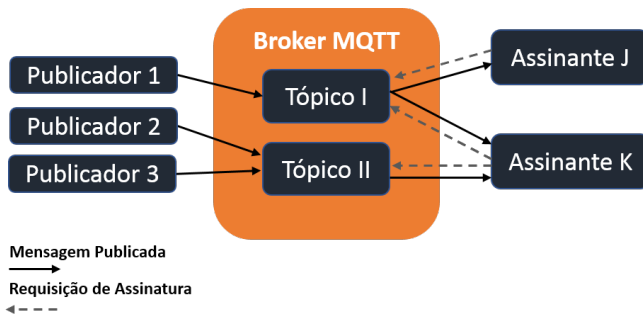 Broker MQTT
Publicador 1
Publicador 2
Publicador 3
Tópico I
Tópico II
Assinante J
Assinante K
Mensagem Publicada
Requisição de Assinatura